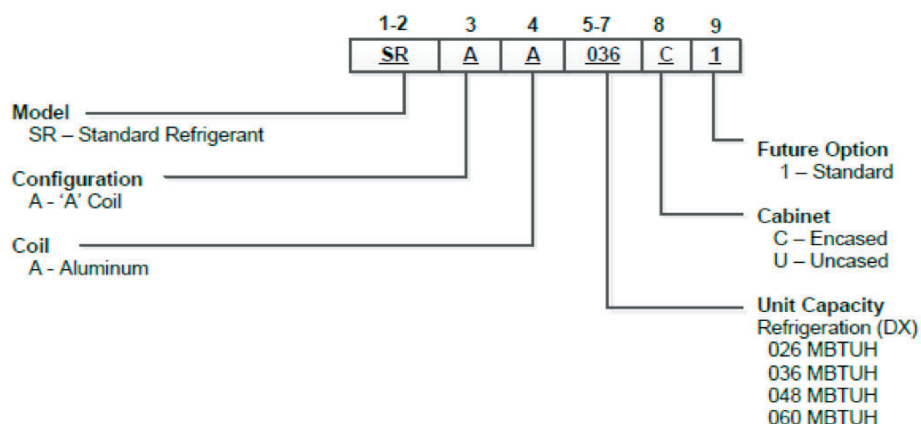 1-2 3 4 5-7 8 9
SR A A 036 C 1
Model
SR – Standard Refrigerant
Configuration
A - ‘A’ Coil
Coil
A - Aluminum
Future Option
1 – Standard
Cabinet
C – Encased
U – Uncased
Unit Capacity
Refrigeration (DX)
026 MBTUH
036 MBTUH
048 MBTUH
060 MBTUH